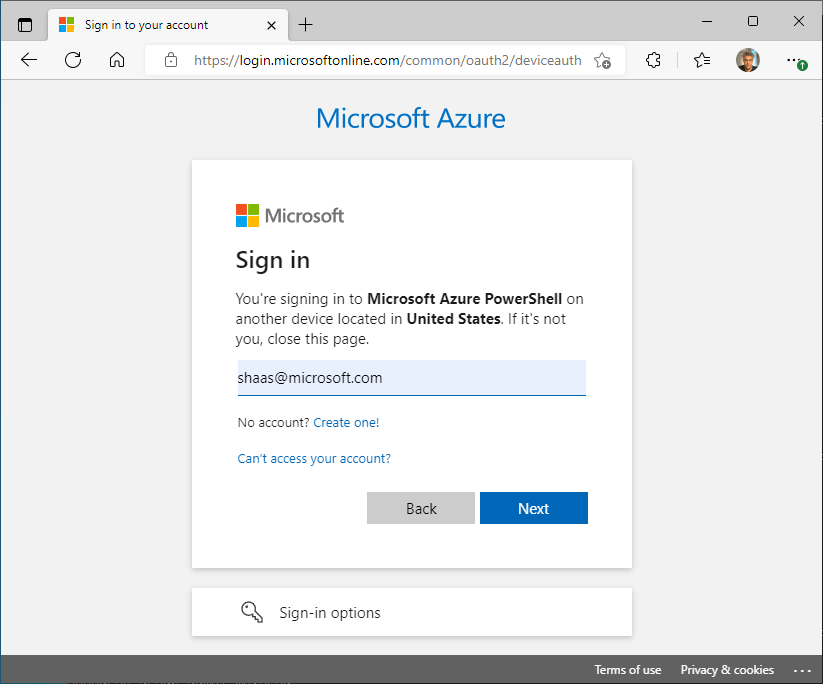 Sign in to your account
https://login.microsoftonline.com/common/oauth2/deviceauth
Microsoft Azure
Microsoft
Sign in
You're signing in to Microsoft Azure PowerShell on
another device located in United States. If it's not
you, close this page.
shaas@microsoft.com
No account? Create one!
Can't access your account?
Back Next
Sign-in options
Terms of use Privacy & cookies ...